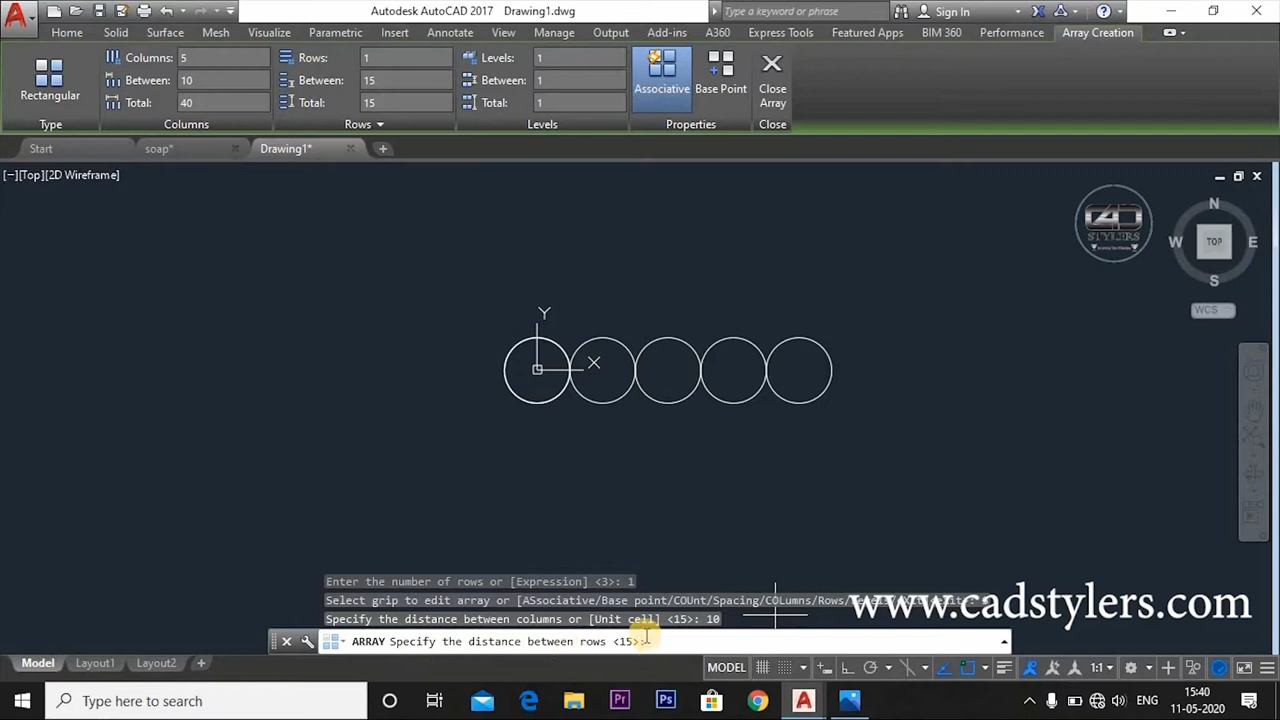 Autodesk AutoCAD 2017 Drawing1.dwg
Type a keyword or phrase
Sign In
Home Solid Surface Mesh Visualize Parametric Insert Annotate View Manage Output Add-ins A360 Express Tools Featured Apps BIM 360 Performance Array Creation
Rectangular
Type
Columns: 5
Between: 10
Total: 40
Columns
Rows: 1
Between: 15
Total: 15
Rows
Levels: 1
Between: 1
Total: 1
Levels
Associative
Base Point
Properties
Close Array
Close
Start soap* Drawing1*
[−][Top][2D Wireframe]
STYLERS
N
W TOP E
S
WCS
Y
X
Enter the number of rows or [Expression] <3>: 1
Select grip to edit array or [ASsociative/Base point/COUnt/Spacing/COLumns/Rows/
Specify the distance between columns or [Unit cell] <15>: 10
ARRAY Specify the distance between rows <15>:
www.cadstylers.com
Model Layout1 Layout2
MODEL 1:1
Type here to search
Pr
Ps
ENG
15:40
11-05-2020